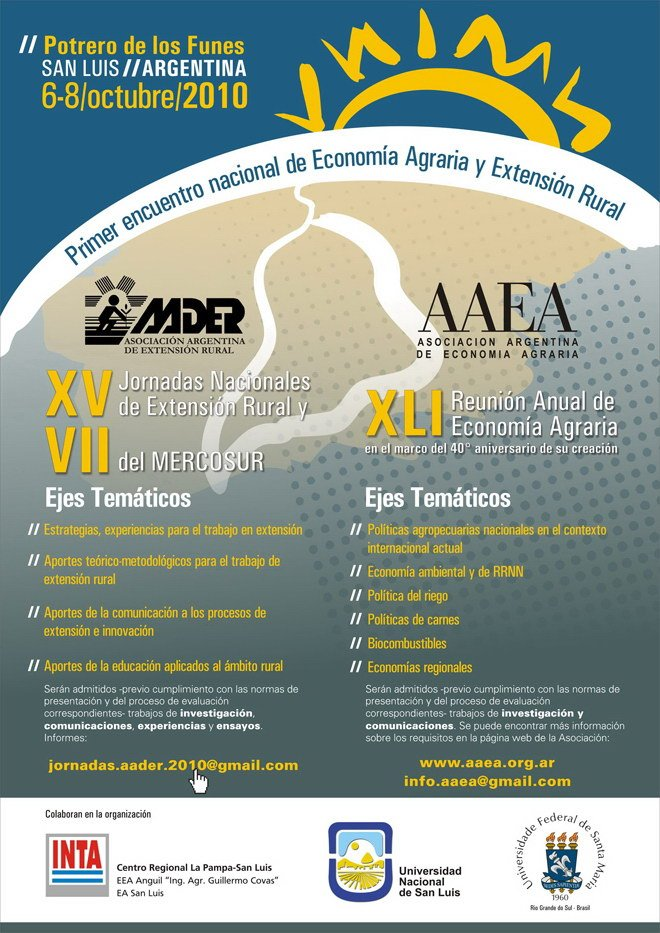 // Potrero de los Funes
SAN LUIS//ARGENTINA
6-8/octubre/2010
unimos
Primer encuentro nacional de Economía Agraria y Extensión Rural
AADER
ASOCIACIÓN ARGENTINA
DE EXTENSIÓN RURAL
XV Jornadas Nacionales
de Extensión Rural y
VII del MERCOSUR
Ejes Temáticos
// Estrategias, experiencias para el trabajo en extensión
// Aportes teórico-metodológicos para el trabajo de
extensión rural
// Aportes de la comunicación a los procesos de
extensión e innovación
// Aportes de la educación aplicados al ámbito rural
Serán admitidos -previo cumplimiento con las normas de
presentación y del proceso de evaluación
correspondientes- trabajos de investigación,
comunicaciones, experiencias y ensayos.
Informes:
jornadas.aader.2010@gmail.com
AAEA
ASOCIACION ARGENTINA
DE ECONOMIA AGRARIA
XLI Reunión Anual de
Economía Agraria
en el marco del 40° aniversario de su creación
Ejes Temáticos
// Políticas agropecuarias nacionales en el contexto
internacional actual
// Economía ambiental y de RRNN
// Política del riego
// Políticas de carnes
// Biocombustibles
// Economías regionales
Serán admitidos -previo cumplimiento con las normas de
presentación y del proceso de evaluación
correspondientes- trabajos de investigación y
comunicaciones. Se puede encontrar más información
sobre los requisitos en la página web de la Asociación:
www.aaea.org.ar
info.aaea@gmail.com
Colaboran en la organización
INTA
Centro Regional La Pampa-San Luis
EEA Anguil "Ing. Agr. Guillermo Covas"
EA San Luis
Universidad
Nacional
de San Luis
Universidade Federal de Santa Maria
SEDES SAPIENTIAE
1960
Rio Grande do Sul - Brasil